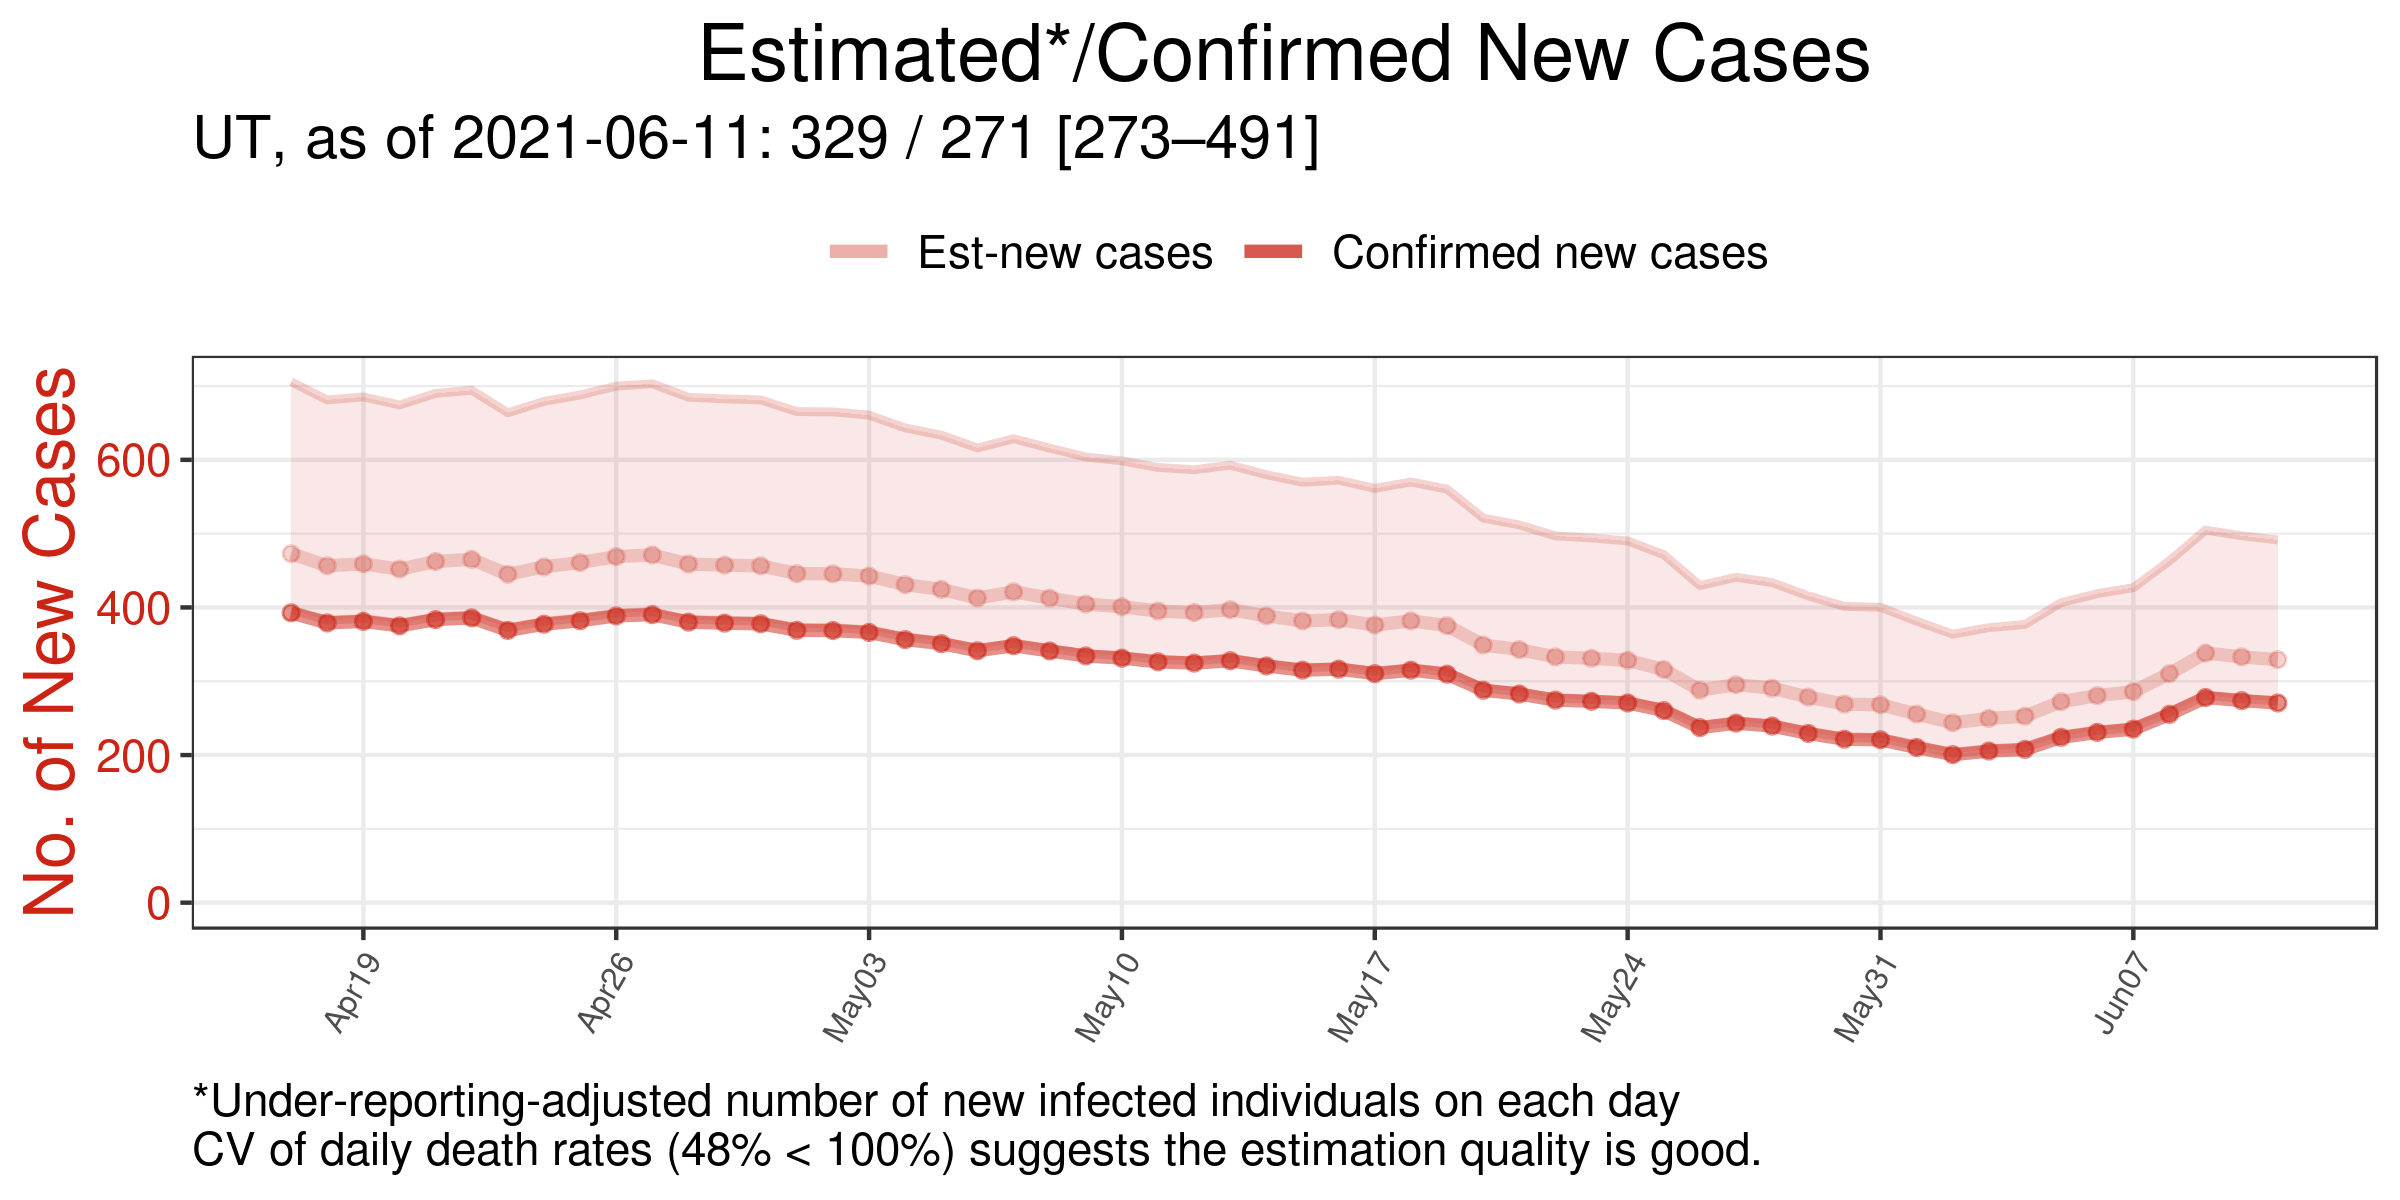 Estimated*/Confirmed New Cases
UT, as of 2021-06-11: 329 / 271 [273–491]
Est-new cases
Confirmed new cases
No. of New Cases
600
400
200
0
Apr19
Apr26
May03
May10
May17
May24
May31
Jun07
*Under-reporting-adjusted number of new infected individuals on each day
CV of daily death rates (48% < 100%) suggests the estimation quality is good.